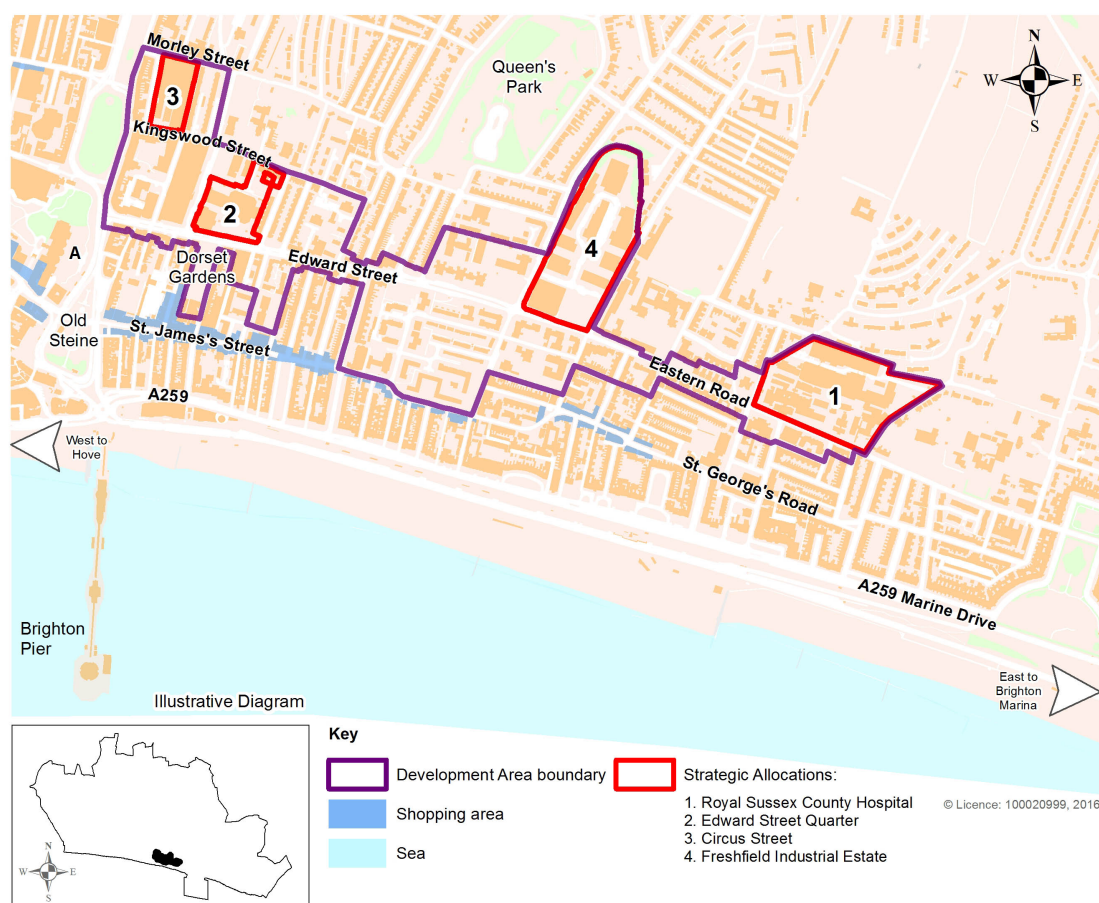 Morley Street
3
Kingswood Street
2
Queen's
Park
N
W
E
S
4
A
Dorset
Gardens
Edward Street
Old
Steine
St. James's Street
A259
Eastern Road
1
West to
Hove
St. George's Road
A259 Marine Drive
Brighton
Pier
East to
Brighton
Marina
Illustrative Diagram
N
W
E
S
Key
Development Area boundary
Shopping area
Sea
Strategic Allocations:
1. Royal Sussex County Hospital
2. Edward Street Quarter
3. Circus Street
4. Freshfield Industrial Estate
© Licence: 100020999, 2016